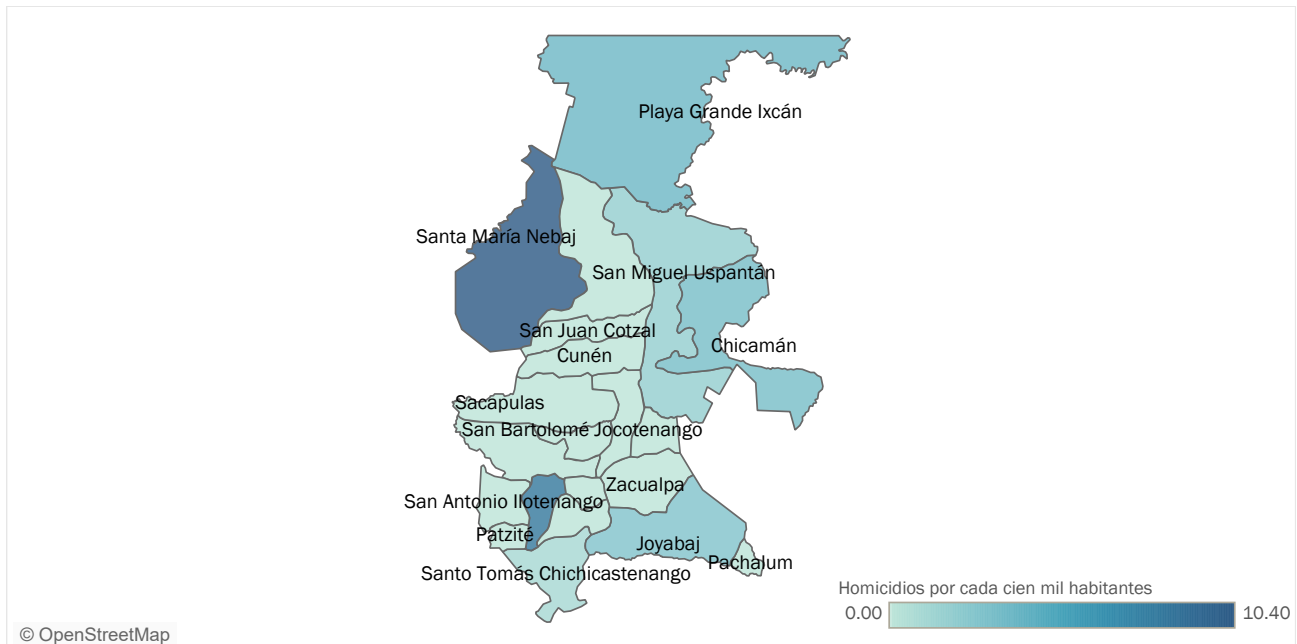 Playa Grande Ixcán
Santa María Nebaj
San Miguel Uspantán
San Juan Cotzal
Chicamán
Cunén
Sacapulas
San Bartolomé Jocotenango
Zacualpa
San Antonio Ilotenango
Patzité
Joyabaj
Pachalum
Santo Tomás Chichicastenango
Homicidios por cada cien mil habitantes
0.00 10.40
© OpenStreetMap